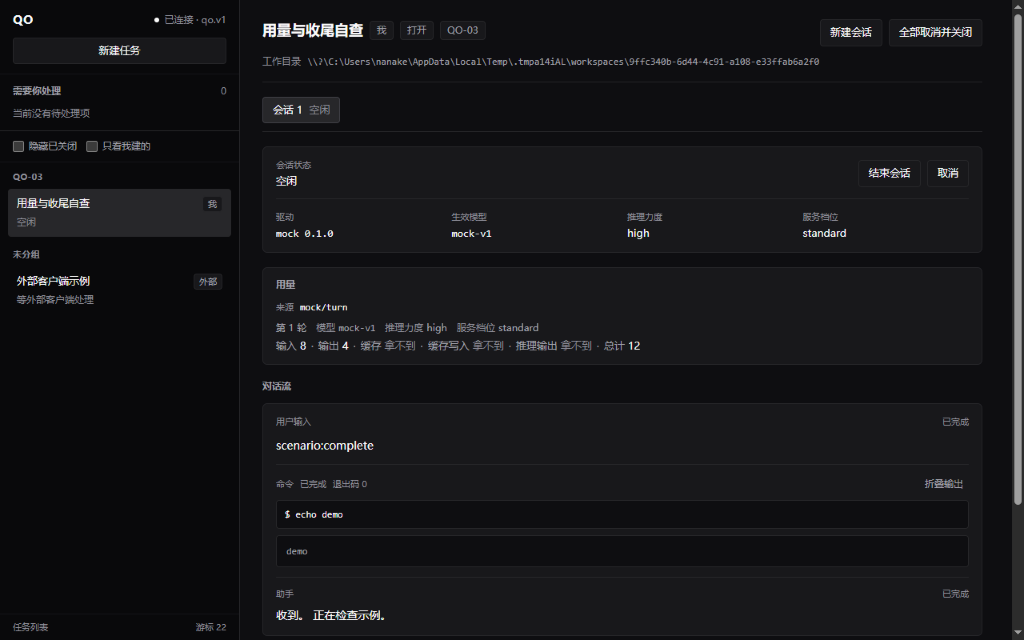 QO
已连接 · qo.v1
新建任务
需要你处理 0
当前没有待处理项
隐藏已关闭 只看我建的
QO-03
用量与收尾自查 我
空闲
未分组
外部客户端示例 外部
等外部客户端处理
任务列表 游标 22
用量与收尾自查 我 打开 QO-03
新建会话 全部取消并关闭
工作目录 \\?\C:\Users\nanake\AppData\Local\Temp\.tmpa14iAL\workspaces\9ffc340b-6d44-4c91-a108-e33ffab6a2f0
会话 1 空闲
会话状态
空闲
结束会话 取消
驱动 生效模型 推理力度 服务档位
mock 0.1.0 mock-v1 high standard
用量
来源 mock/turn
第 1 轮 模型 mock-v1 推理力度 high 服务档位 standard
输入 8 · 输出 4 · 缓存 拿不到 · 缓存写入 拿不到 · 推理输出 拿不到 · 总计 12
对话流
用户输入 已完成
scenario:complete
命令 已完成 退出码 0 折叠输出
$ echo demo
demo
助手 已完成
收到。 正在检查示例。